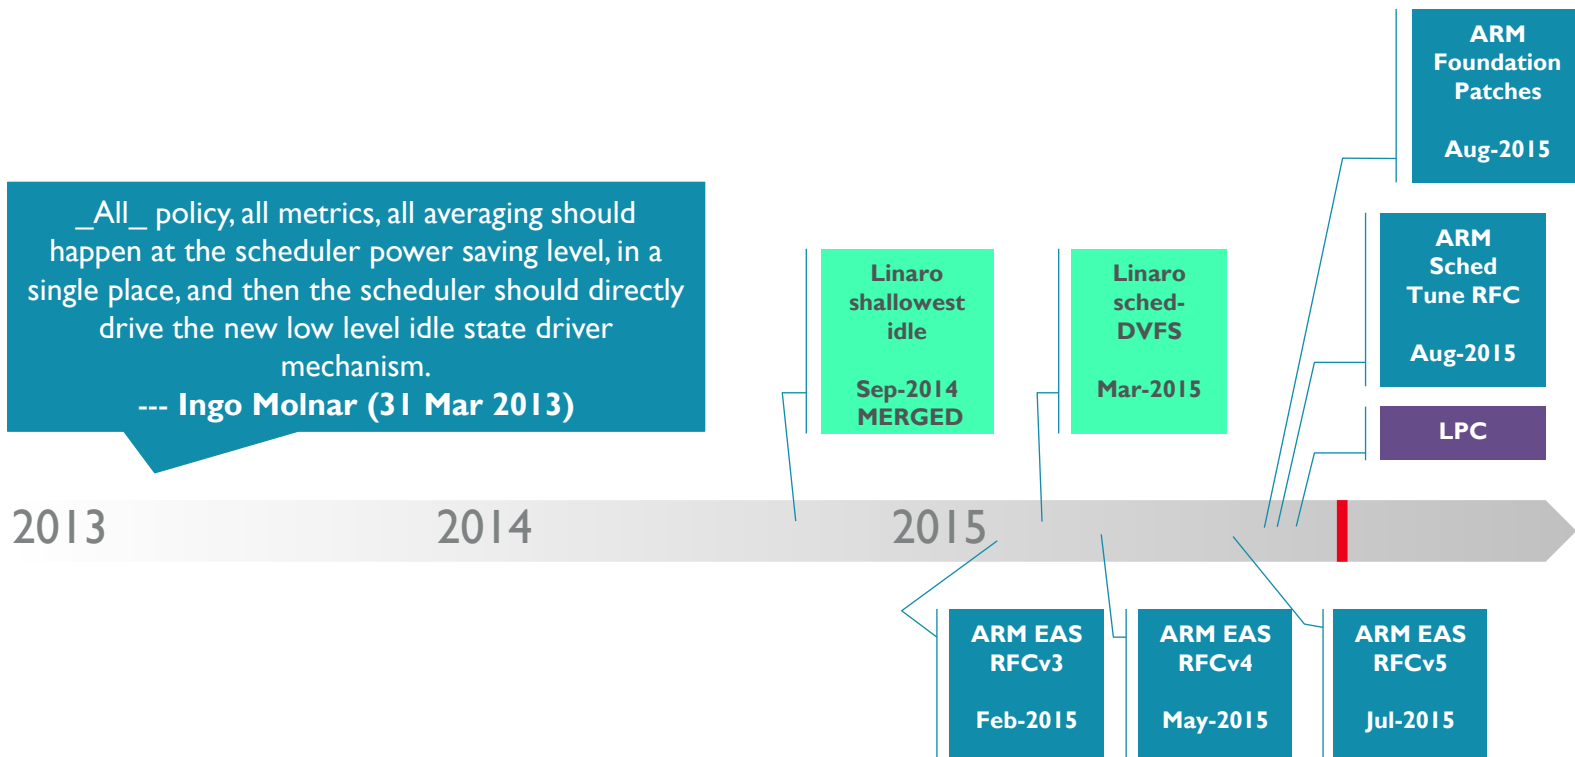 _All_ policy, all metrics, all averaging should
happen at the scheduler power saving level, in a
single place, and then the scheduler should directly
drive the new low level idle state driver
mechanism.
--- Ingo Molnar (31 Mar 2013)
Linaro
shallowest
idle
Sep-2014
MERGED
Linaro
sched-
DVFS
Mar-2015
ARM
Foundation
Patches
Aug-2015
ARM
Sched
Tune RFC
Aug-2015
LPC
2013
2014
2015
ARM EAS
RFCv3
Feb-2015
ARM EAS
RFCv4
May-2015
ARM EAS
RFCv5
Jul-2015